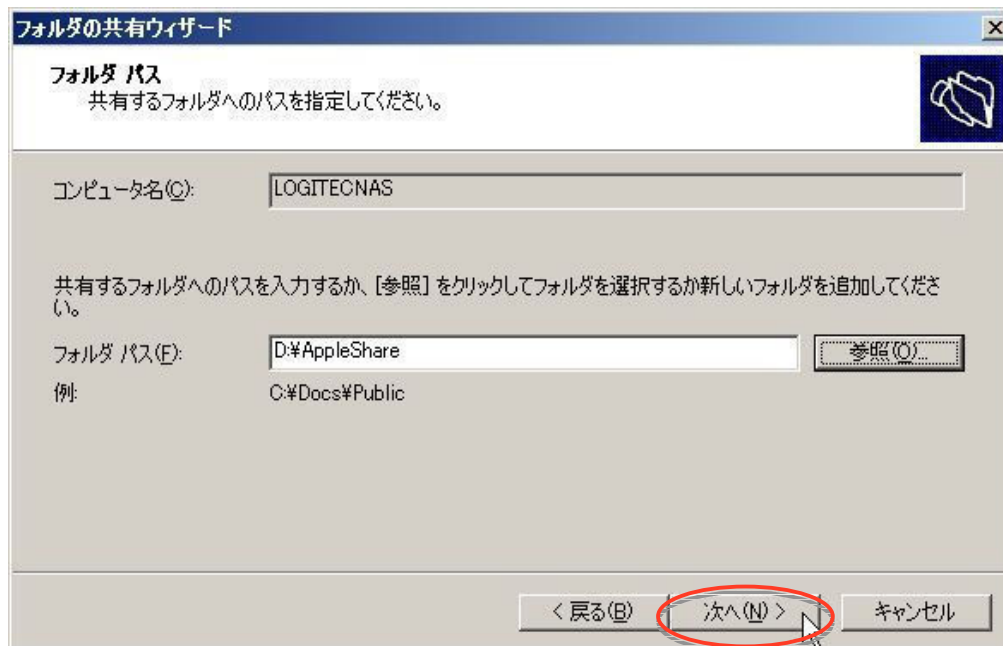 フォルダの共有ウィザード
フォルダ パス
共有するフォルダへのパスを指定してください。
コンピュータ名(C):
LOGITECNAS
共有するフォルダへのパスを入力するか、[参照] をクリックしてフォルダを選択するか新しいフォルダを追加してくださ
い。
フォルダ パス(F):
D:¥AppleShare
参照(O)...
例:
C:¥Docs¥Public
< 戻る(B)
次へ(N) >
キャンセル